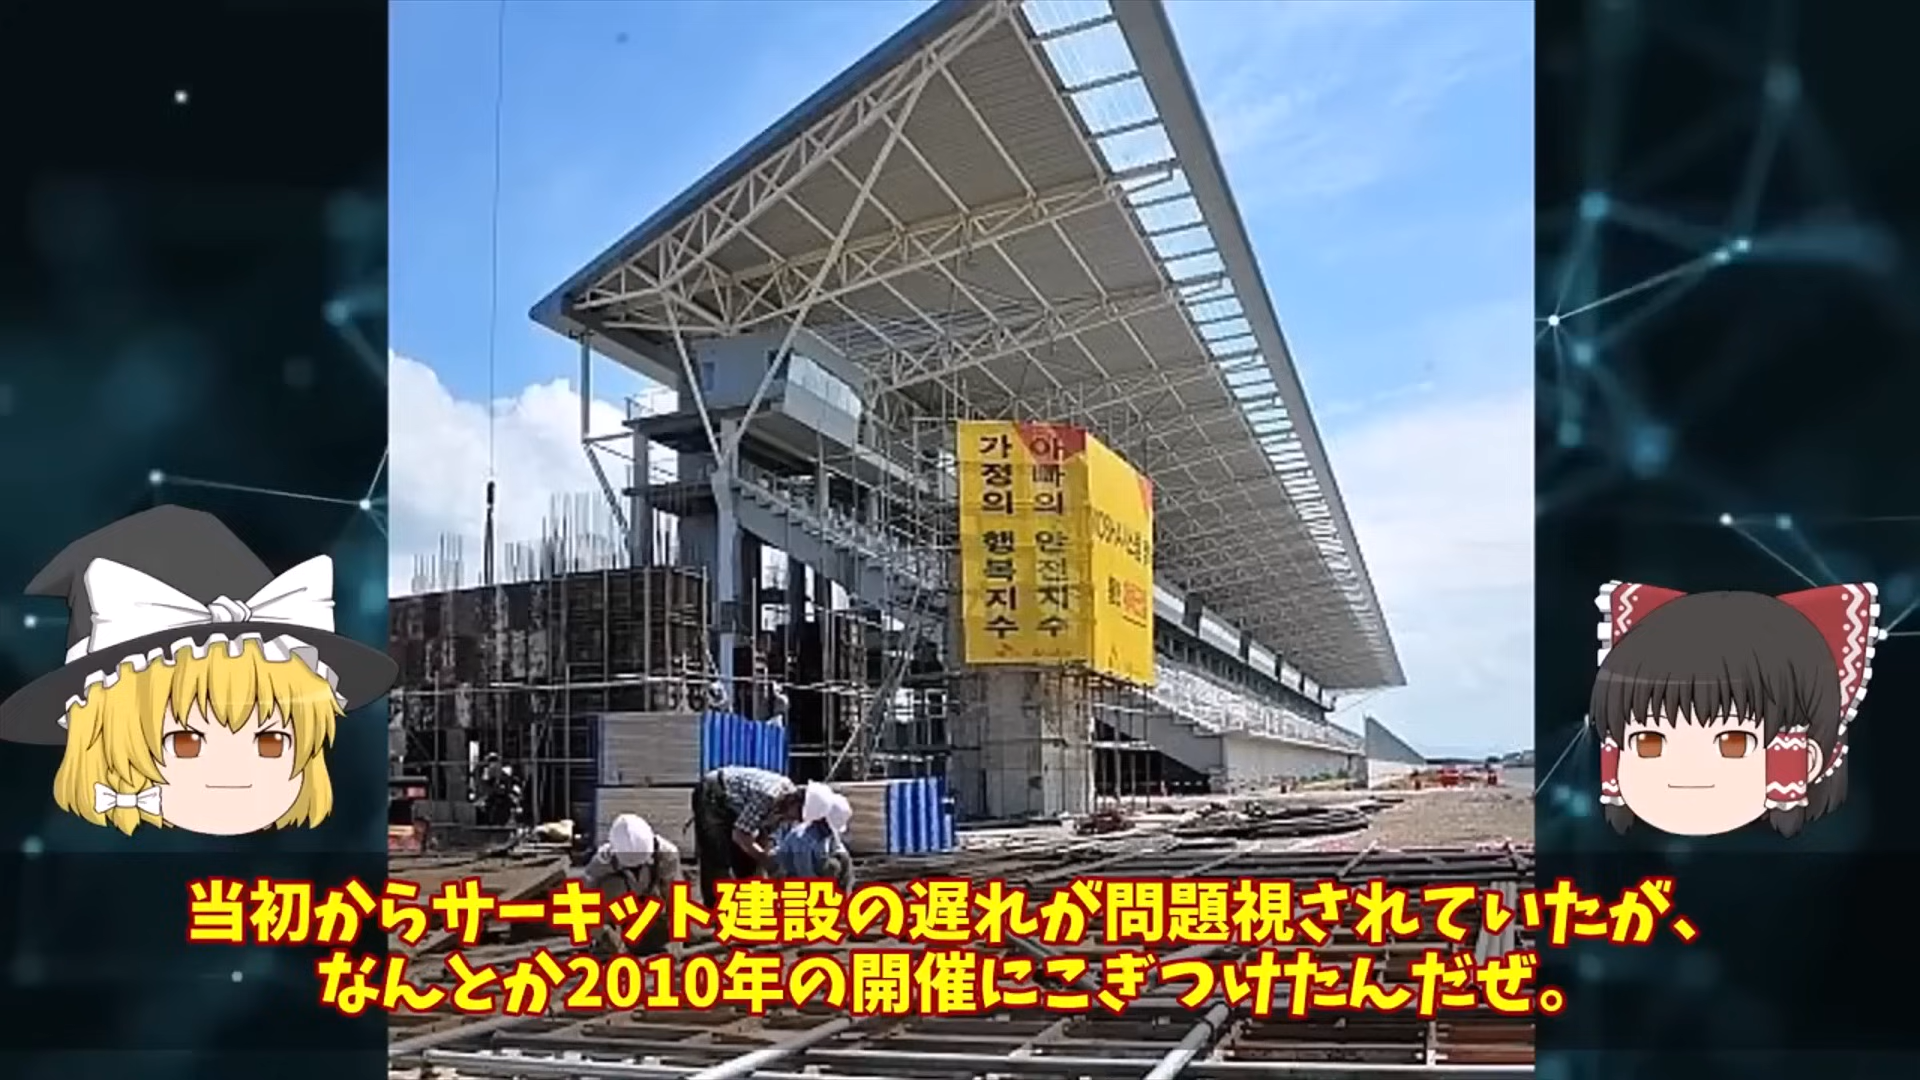 아빠의 안전지수
가정의 행복지수
当初からサーキット建設の遅れが問題視されていたが、
なんとか2010年の開催にこぎつけたんだぜ。